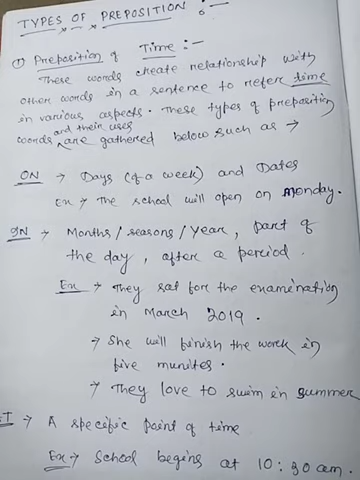 TYPES OF PREPOSITION :-
① Preposition of Time :-
These words create relationship with
other words in a sentence to refer time
in various aspects. These types of preposition
and their uses
words are gathered below such as →
ON → Days (of a week) and Dates
Ex → The school will open on Monday.
IN → Months/seasons/Year, part of
the day, after a period.
Ex → They sat for the examination
in March 2019.
→ She will finish the work in
five munites.
→ They love to swim in summer
AT → A specific point of time
Ex → School begins at 10:30 am.